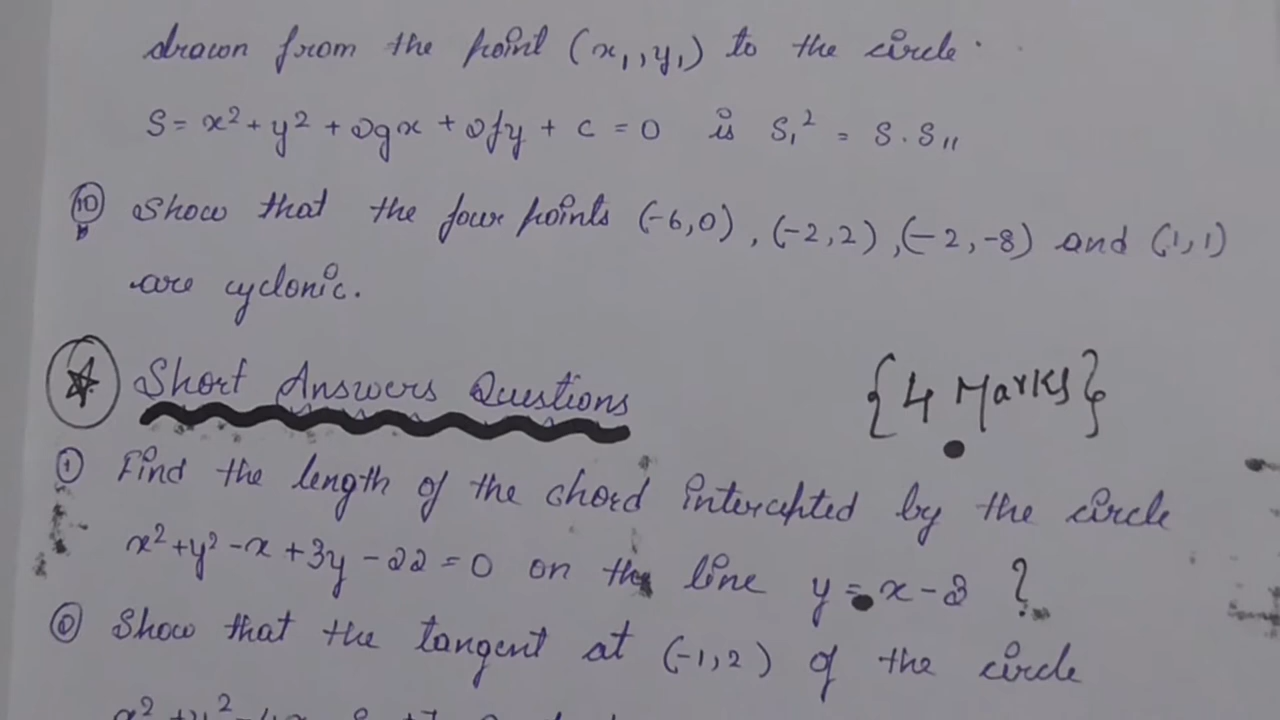 drawn from the point (x₁,y₁) to the circle.
S = x² + y² + 2gx + 2fy + c = 0 is S₁² = S.S₁₁
10 Show that the four points (-6,0), (-2,2), (-2,-8) and (1,1)
are cyclonic.
Short Answers Questions {4 Marks}
① Find the length of the chord intercepted by the circle
x² + y² - x + 3y - 22 = 0 on the line y = x - 3 ?
② Show that the tangent at (-1,2) of the circle